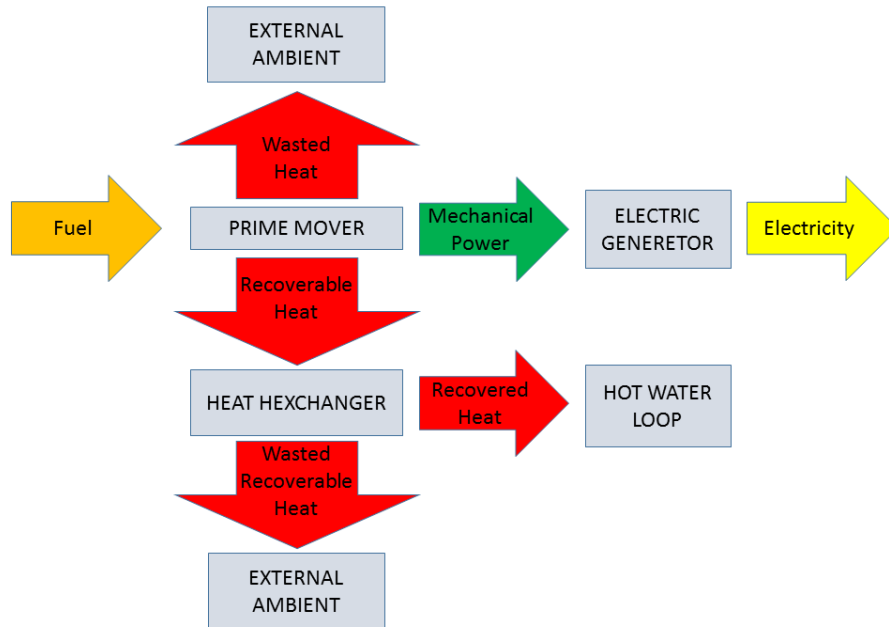 EXTERNAL
AMBIENT
Wasted
Heat
Fuel
PRIME MOVER
Mechanical
Power
ELECTRIC
GENERETOR
Electricity
Recoverable
Heat
HEAT HEXCHANGER
Recovered
Heat
HOT WATER
LOOP
Wasted
Recoverable
Heat
EXTERNAL
AMBIENT